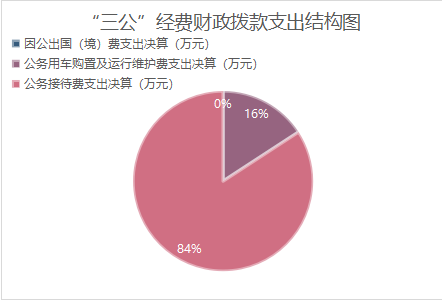 “三公”经费财政拨款支出结构图
因公出国（境）费支出决算（万元）
公务用车购置及运行维护费支出决算（万元）
公务接待费支出决算（万元）
0%
16%
84%